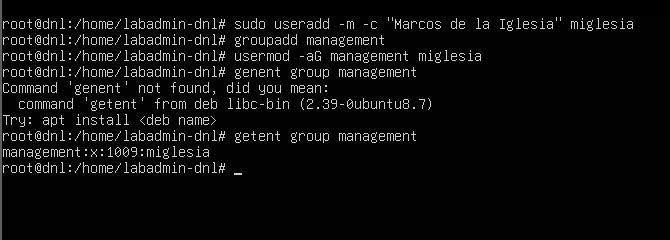 root@dnl:/home/labadmin-dnl# sudo useradd -m -c "Marcos de la Iglesia" miglesia
root@dnl:/home/labadmin-dnl# groupadd management
root@dnl:/home/labadmin-dnl# usermod -aG management miglesia
root@dnl:/home/labadmin-dnl# genent group management
Command 'genent' not found, did you mean:
  command 'getent' from deb libc-bin (2.39-0ubuntu8.7)
Try: apt install <deb name>
root@dnl:/home/labadmin-dnl# getent group management
management:x:1009:miglesia
root@dnl:/home/labadmin-dnl# _